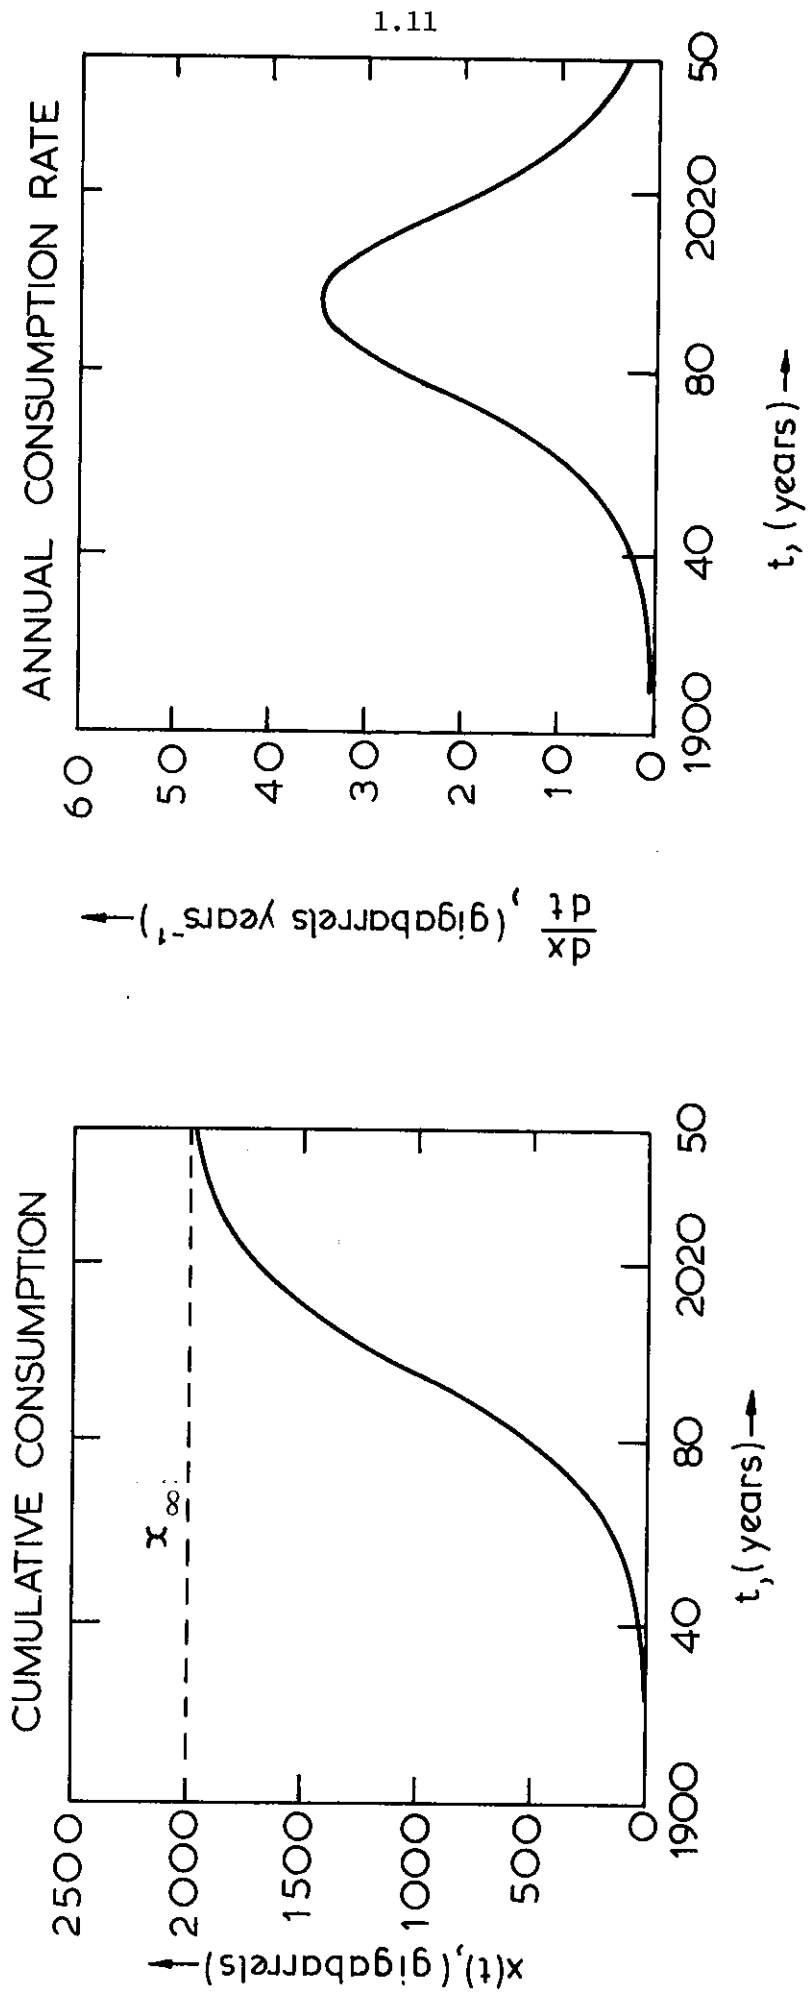 1.11
CUMULATIVE CONSUMPTION
x(t), (gigabarrels)
2500
2000
1500
1000
500
0
x∞
1900
40
80
2020
50
t, (years)
ANNUAL CONSUMPTION RATE
dx
dt
, (gigabarrels years⁻¹)
60
50
40
30
20
10
0
1900
40
80
2020
50
t, (years)